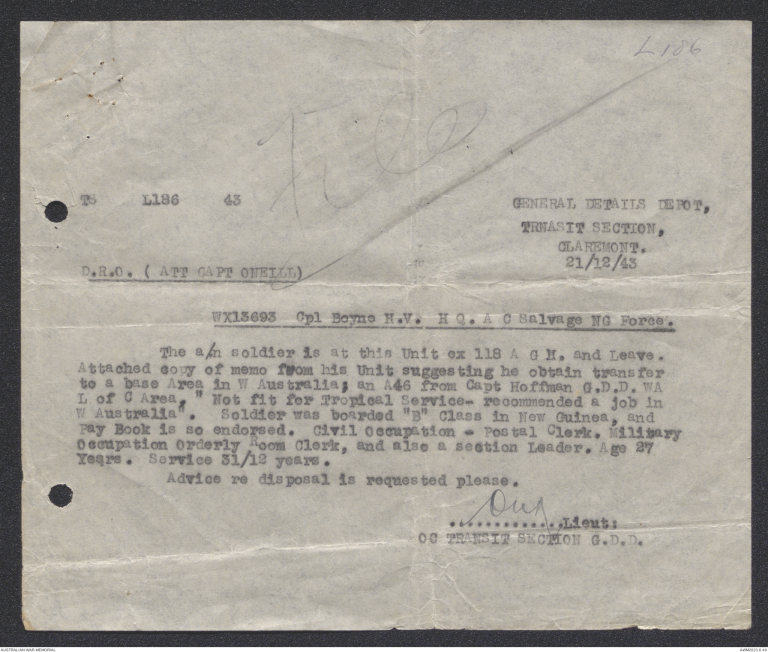 L186
File
TS L186 43
GENERAL DETAILS DEPOT,
TRNASIT SECTION,
CLAREMONT.
21/12/43
D.R.O. ( ATT CAPT ONEILL)
WX13693 Cpl Boyne H.V. H Q. A C Salvage NG Force.
The a/n soldier is at this Unit ex 118 A G H. and Leave.
Attached copy of memo from his Unit suggesting he obtain transfer
to a base Area in W Australia; an A46 from Capt Hoffman G.D.D. WA
L of C Area, " Not fit for Tropical Service- recommended a job in
W Australia". Soldier was boarded "B" Class in New Guinea, and
Pay Book is so endorsed. Civil Occupation - Postal Clerk. Military
Occupation Orderly Room Clerk, and also a section Leader. Age 27
Years. Service 31/12 years.
Advice re disposal is requested please.
..............Lieut:
OC TRANSIT SECTION G.D.D.
AUSTRALIAN WAR MEMORIAL